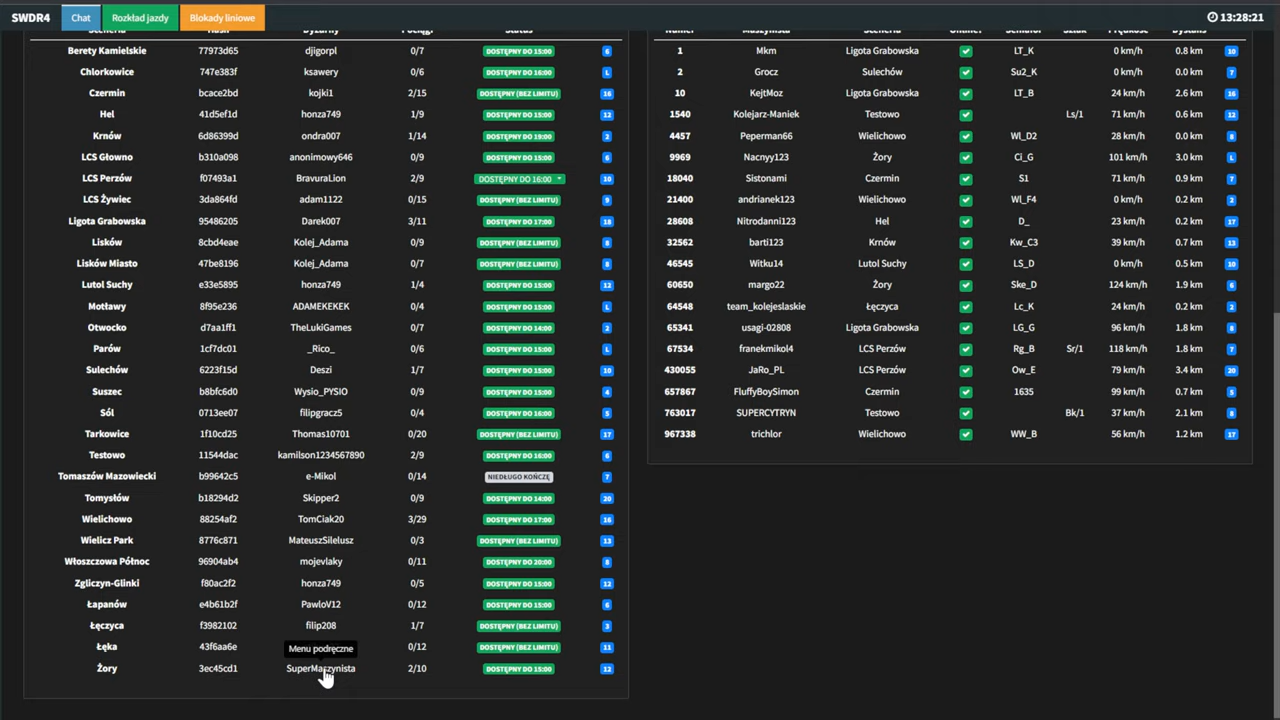 SWDR4 Chat Rozkład jazdy Blokady liniowe 13:28:21
Berety Kamielskie 77973d65 djigorpl 0/7 DOSTĘPNY DO 15:00 6
Chlorkowice 747e383f ksawery 0/6 DOSTĘPNY DO 16:00 L
Czermin bcace2bd kojki1 2/15 DOSTĘPNY (BEZ LIMITU) 16
Hel 41d5ef1d honza749 1/9 DOSTĘPNY DO 15:00 12
Krnów 6d86399d ondra007 1/14 DOSTĘPNY DO 19:00 2
LCS Głowno b310a098 anonimowy646 0/9 DOSTĘPNY DO 15:00 6
LCS Perzów f07493a1 BravuraLion 2/9 DOSTĘPNY DO 16:00 10
LCS Żywiec 3da864fd adam1122 0/15 DOSTĘPNY (BEZ LIMITU) 9
Ligota Grabowska 95486205 Darek007 3/11 DOSTĘPNY DO 17:00 18
Lisków 8cbd4eae Kolej_Adama 0/9 DOSTĘPNY (BEZ LIMITU) 8
Lisków Miasto 47be8196 Kolej_Adama 0/7 DOSTĘPNY (BEZ LIMITU) 8
Lutol Suchy e33e5895 honza749 1/4 DOSTĘPNY DO 15:00 12
Motławy 8f95e236 ADAMEKEKEK 0/4 DOSTĘPNY DO 15:00 L
Otwocko d7aa1ff1 TheLukiGames 0/7 DOSTĘPNY DO 14:00 2
Parów 1cf7dc01 _Rico_ 0/6 DOSTĘPNY DO 15:00 L
Sulechów 6223f15d Deszi 1/7 DOSTĘPNY DO 15:00 10
Suszec b8bfc6d0 Wysio_PYSIO 0/9 DOSTĘPNY DO 15:00 4
Sól 0713ee07 filipgracz5 0/4 DOSTĘPNY DO 16:00 5
Tarkowice 1f10cd25 Thomas10701 0/20 DOSTĘPNY (BEZ LIMITU) 17
Testowo 11544dac kamilson1234567890 2/9 DOSTĘPNY DO 16:00 6
Tomaszów Mazowiecki b99642c5 e-Mikol 0/14 NIEDŁUGO KOŃCZĘ 7
Tomysłów b18294d2 Skipper2 0/9 DOSTĘPNY DO 14:00 20
Wielichowo 88254af2 TomCiak20 3/29 DOSTĘPNY DO 17:00 16
Wielicz Park 8776c871 MateuszSilelusz 0/3 DOSTĘPNY (BEZ LIMITU) 13
Włoszczowa Północ 96904ab4 mojevlaky 0/11 DOSTĘPNY DO 20:00 8
Zgliczyn-Glinki f80ac2f2 honza749 0/5 DOSTĘPNY DO 15:00 12
Łapanów e4b61b2f PawloV12 0/12 DOSTĘPNY DO 15:00 6
Łęczyca f3982102 filip208 1/7 DOSTĘPNY (BEZ LIMITU) 3
Łęka 43f6aa6e Menu podręczne 0/12 DOSTĘPNY (BEZ LIMITU) 11
Żory 3ec45cd1 SuperMaszynista 2/10 DOSTĘPNY DO 15:00 12
1 Mkm Ligota Grabowska LT_K 0 km/h 0.8 km 10
2 Grocz Sulechów Su2_K 0 km/h 0.0 km 7
10 KejtMoz Ligota Grabowska LT_B 24 km/h 2.6 km 16
1540 Kolejarz-Maniek Testowo Ls/1 71 km/h 0.6 km 12
4457 Peperman66 Wielichowo Wl_D2 28 km/h 0.0 km 8
9969 Nacnyy123 Żory Ci_G 101 km/h 3.0 km L
18040 Sistonami Czermin S1 71 km/h 0.9 km 7
21400 andrianek123 Wielichowo Wl_F4 0 km/h 0.2 km 2
28608 Nitrodanni123 Hel D_ 23 km/h 0.2 km 17
32562 barti123 Krnów Kw_C3 39 km/h 0.7 km 13
46545 Witku14 Lutol Suchy LS_D 0 km/h 0.5 km 10
60650 margo22 Żory Ske_D 124 km/h 1.9 km 6
64548 team_kolejeslaskie Łęczyca Lc_K 24 km/h 0.2 km 2
65341 usagi-02808 Ligota Grabowska LG_G 96 km/h 1.8 km 8
67534 franekmikol4 LCS Perzów Rg_B Sr/1 118 km/h 1.8 km 7
430055 JaRo_PL LCS Perzów Ow_E 79 km/h 3.4 km 20
657867 FluffyBoySimon Czermin 1635 99 km/h 0.7 km 5
763017 SUPERCYTRYN Testowo Bk/1 37 km/h 2.1 km 8
967338 trichlor Wielichowo WW_B 56 km/h 1.2 km 17